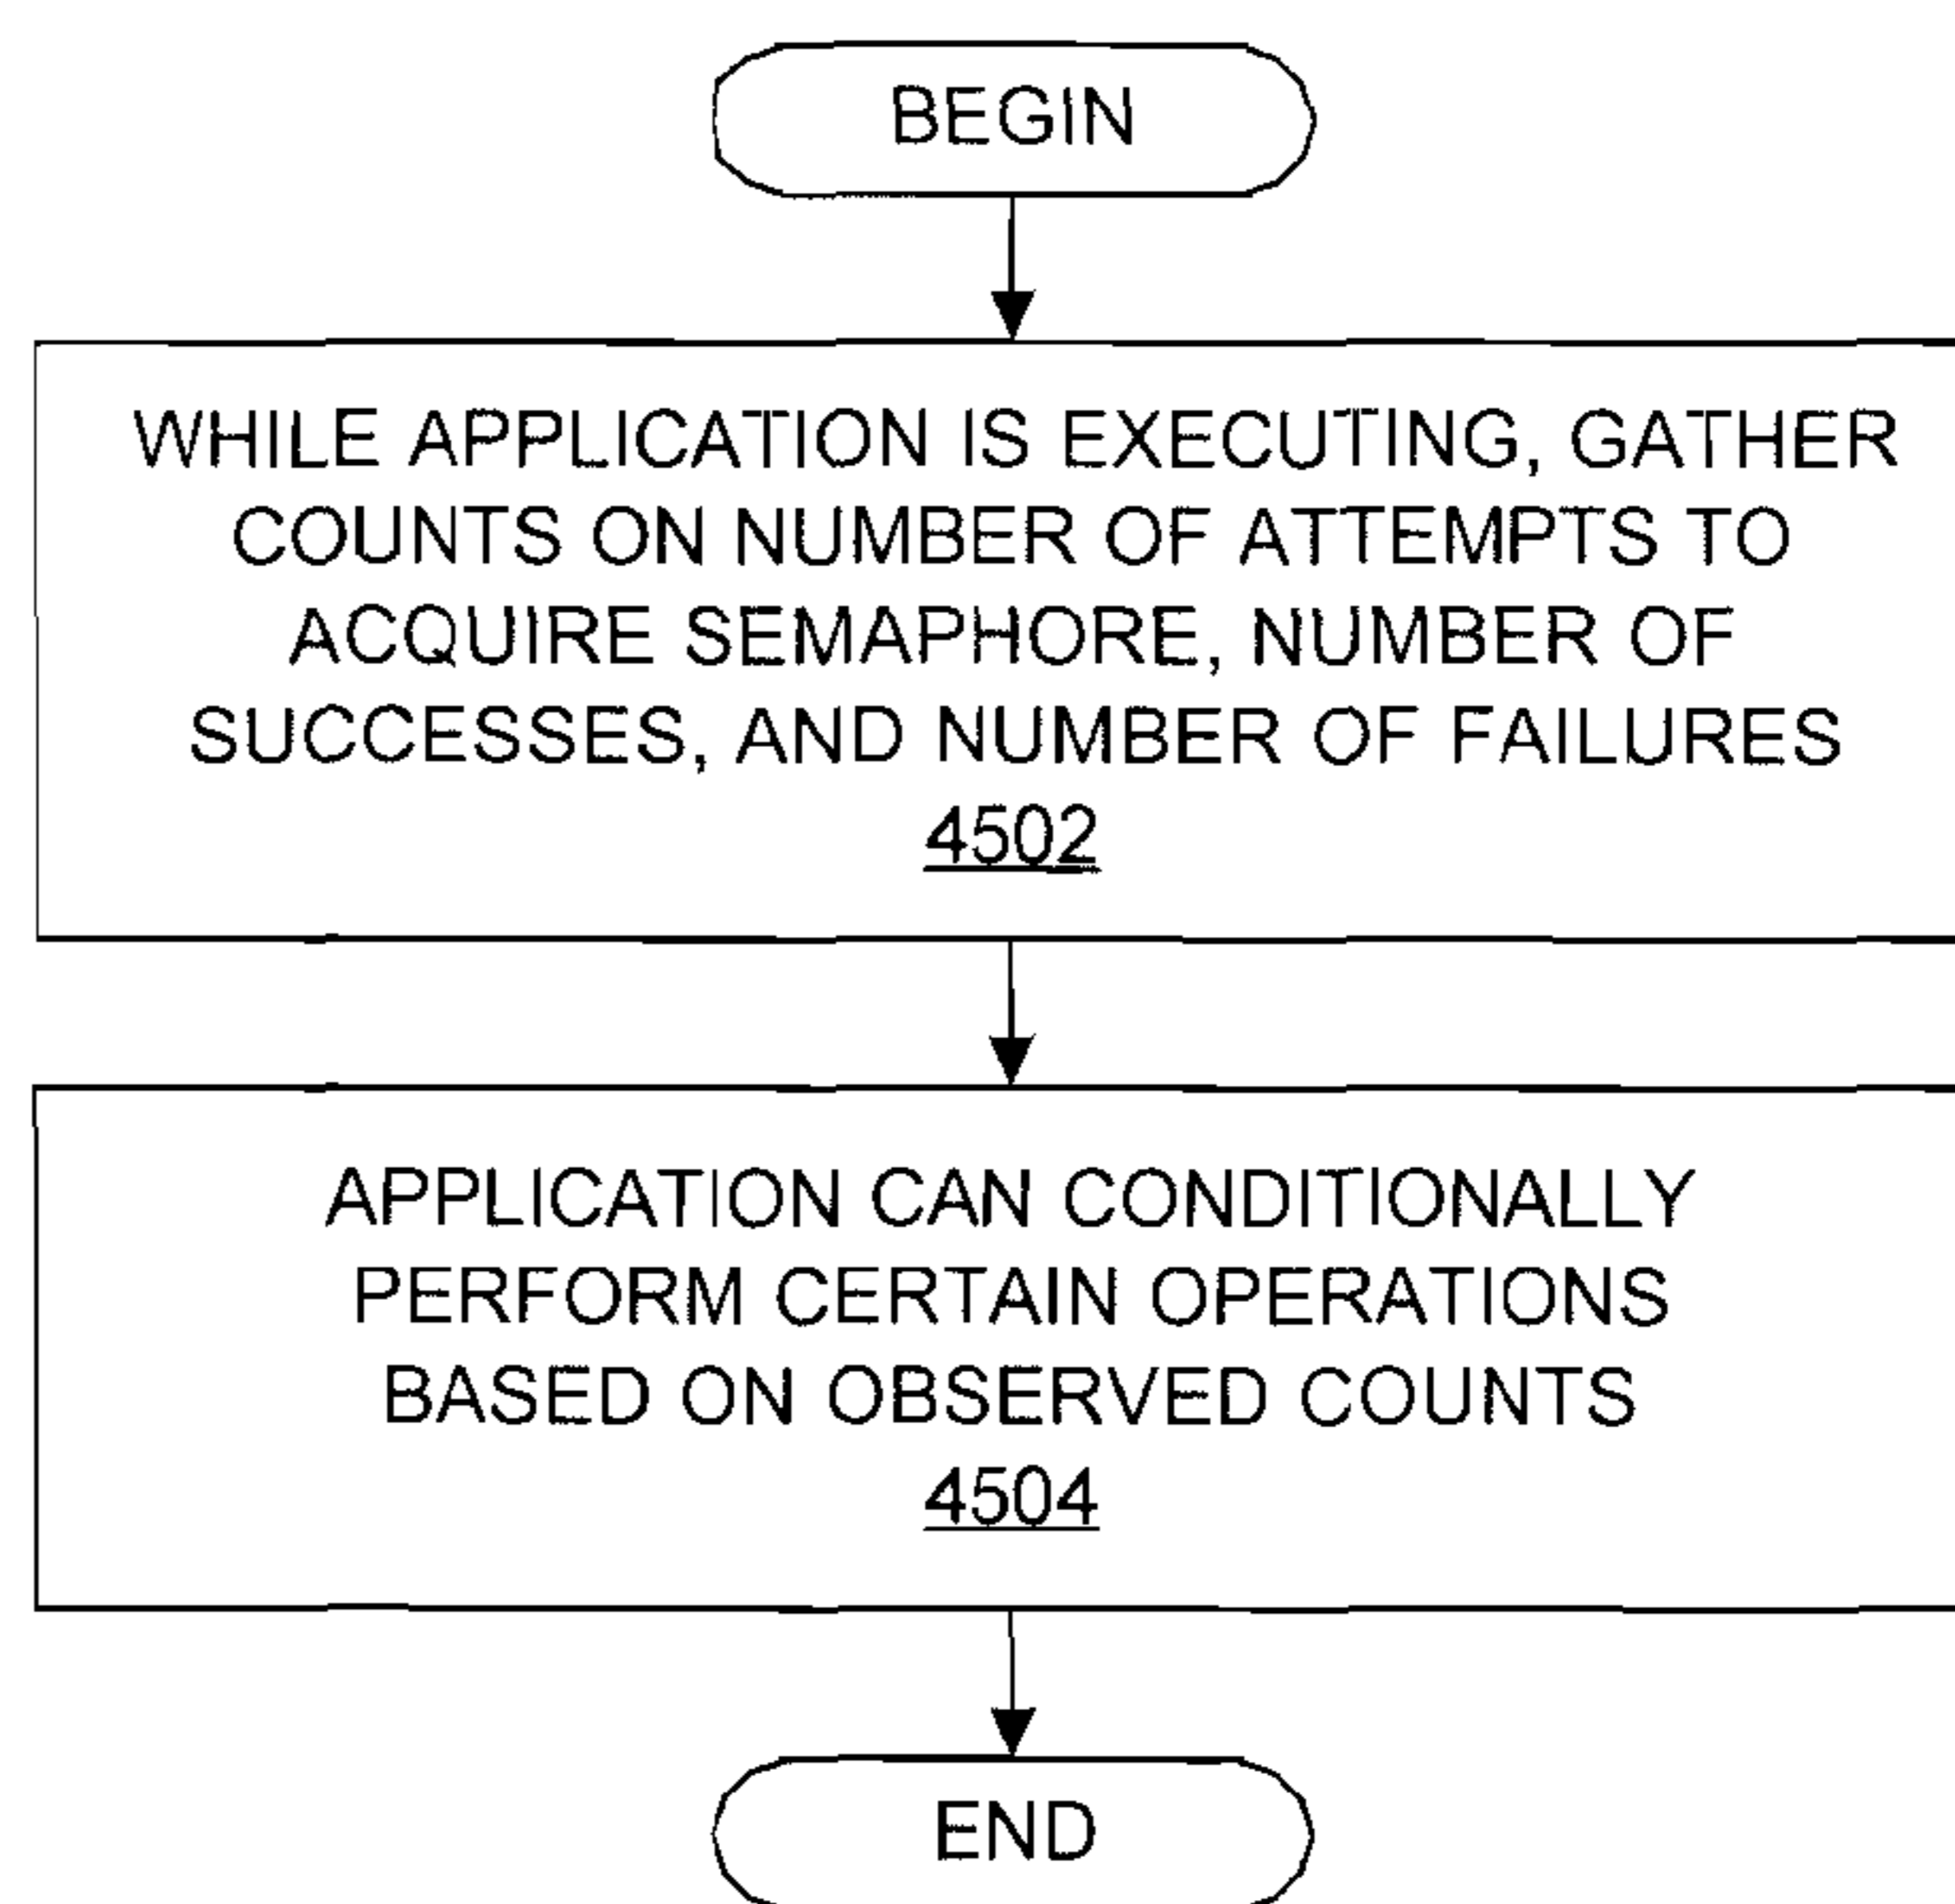 BEGIN
WHILE APPLICATION IS EXECUTING, GATHER
COUNTS ON NUMBER OF ATTEMPTS TO
ACQUIRE SEMAPHORE, NUMBER OF
SUCCESSES, AND NUMBER OF FAILURES
4502
APPLICATION CAN CONDITIONALLY
PERFORM CERTAIN OPERATIONS
BASED ON OBSERVED COUNTS
4504
END